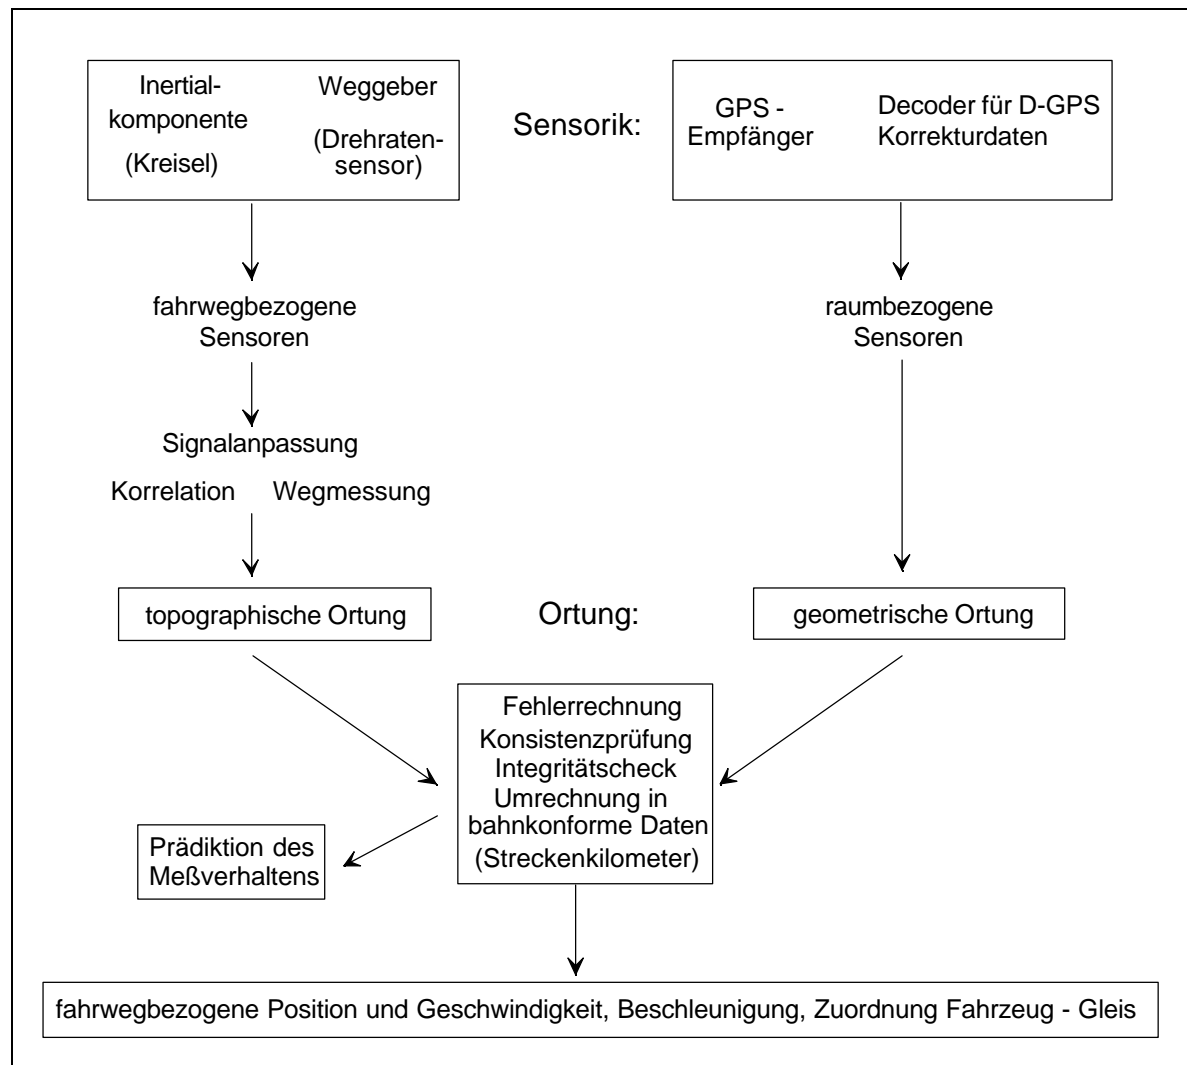 Inertial-
komponente
(Kreisel)
Weggeber
(Drehraten-
sensor)
Sensorik:
GPS -
Empfänger
Decoder für D-GPS
Korrekturdaten
fahrwegbezogene
Sensoren
raumbezogene
Sensoren
Signalanpassung
Korrelation Wegmessung
topographische Ortung
Ortung:
geometrische Ortung
Fehlerrechnung
Konsistenzprüfung
Integritätscheck
Umrechnung in
bahnkonforme Daten
(Streckenkilometer)
Prädiktion des
Meßverhaltens
fahrwegbezogene Position und Geschwindigkeit, Beschleunigung, Zuordnung Fahrzeug - Gleis